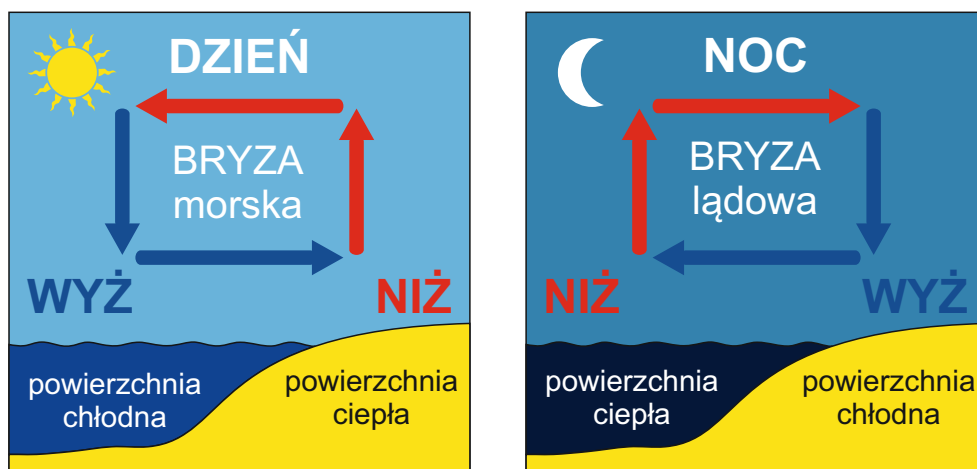 DZIEŃ
BRYZA
morska
WYŻ
NIŻ
powierzchnia
chłodna
powierzchnia
ciepła
NOC
BRYZA
lądowa
NIŻ
WYŻ
powierzchnia
ciepła
powierzchnia
chłodna